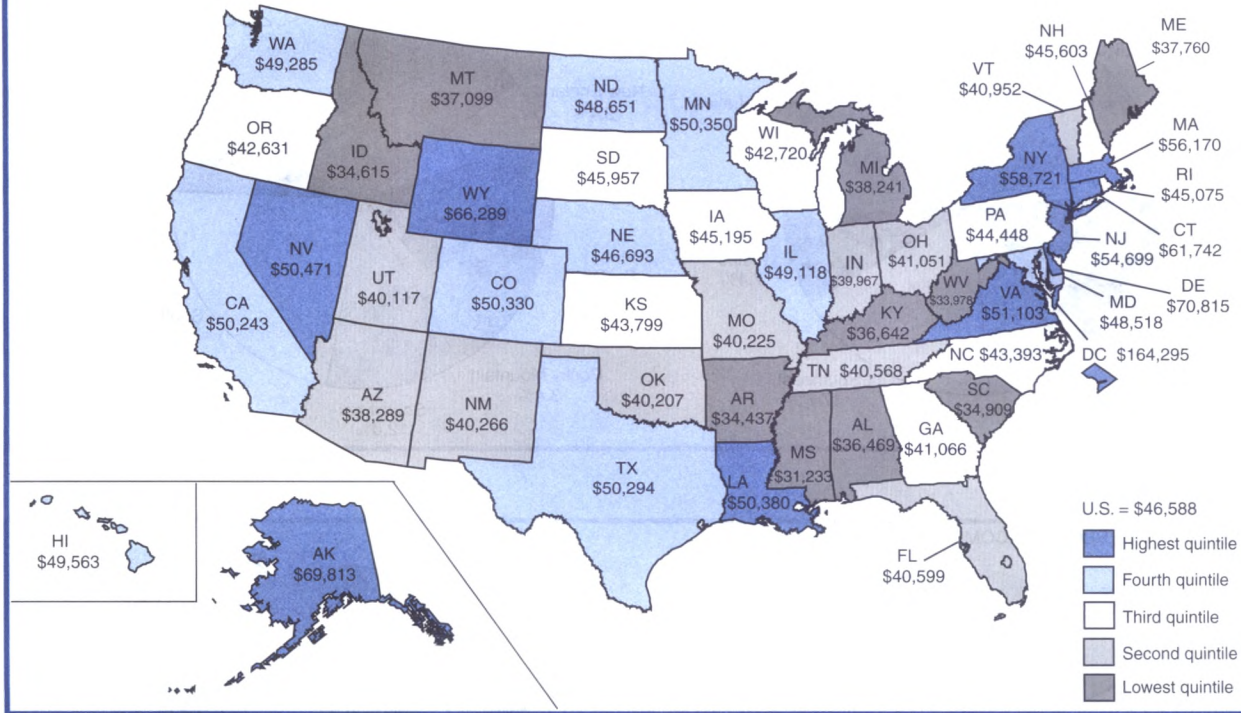 WA
$49,285
MT
$37,099
ND
$48,651
MN
$50,350
NH
$45,603
ME
$37,760
VT
$40,952
OR
$42,631
ID
$34,615
WY
$66,289
SD
$45,957
WI
$42,720
MI
$38,241
NY
$58,721
MA
$56,170
RI
$45,075
CT
$61,742
NV
$50,471
UT
$40,117
CO
$50,330
NE
$46,693
IA
$45,195
IL
$49,118
IN
$39,967
OH
$41,051
PA
$44,448
NJ
$54,699
DE
$70,815
MD
$48,518
DC $164,295
CA
$50,243
KS
$43,799
MO
$40,225
KY
$36,642
WV
$33,978
VA
$51,103
NC $43,393
TN $40,568
AZ
$38,289
NM
$40,266
OK
$40,207
AR
$34,437
SC
$34,909
MS
$31,233
AL
$36,469
GA
$41,066
TX
$50,294
LA
$50,380
FL
$40,599
HI
$49,563
AK
$69,813
U.S. = $46,588
Highest quintile
Fourth quintile
Third quintile
Second quintile
Lowest quintile